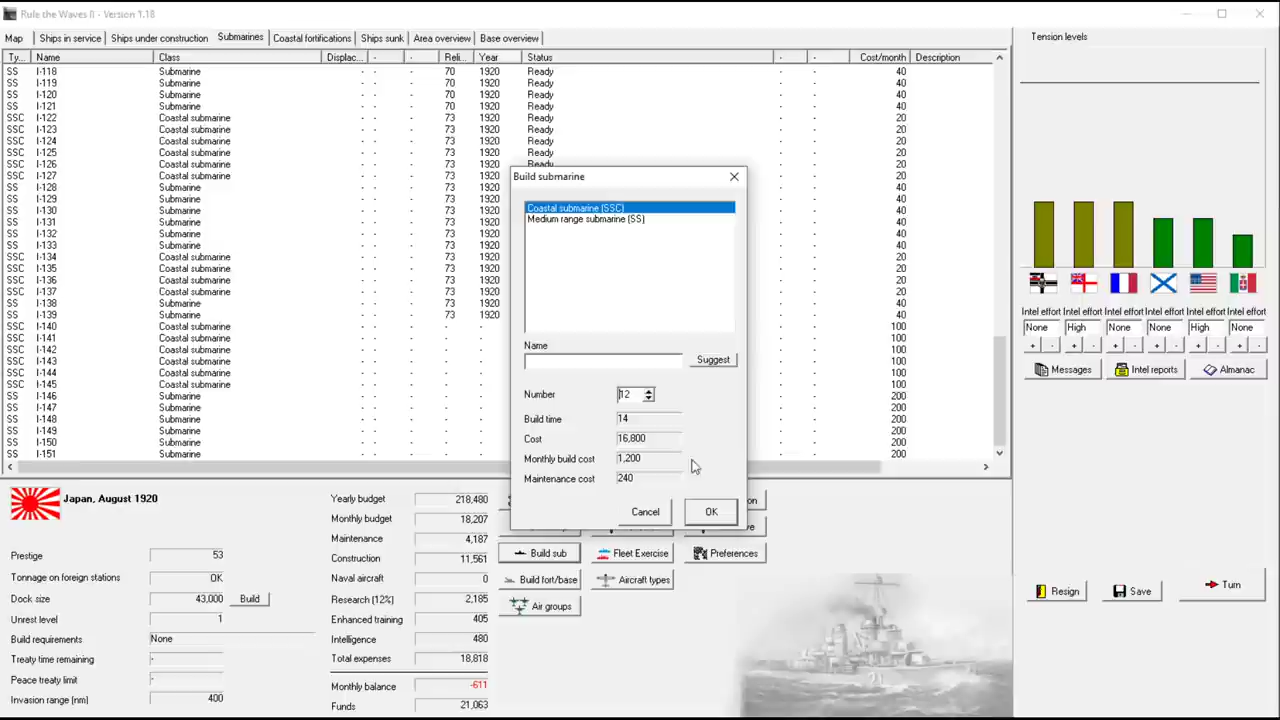 Rule the Waves II - Version 1.18
Map Ships in service Ships under construction Submarines Coastal fortifications Ships sunk Area overview Base overview
Ty... Name Class Displac... - - Reli... Year Status - - Cost/month Description
SS I-118 Submarine - - - 70 1920 Ready - - 40
SS I-119 Submarine - - - 70 1920 Ready - - 40
SS I-120 Submarine - - - 70 1920 Ready - - 40
SS I-121 Submarine - - - 70 1920 Ready - - 40
SSC I-122 Coastal submarine - - - 73 1920 Ready - - 20
SSC I-123 Coastal submarine - - - 73 1920 Ready - - 20
SSC I-124 Coastal submarine - - - 73 1920 Ready - - 20
SSC I-125 Coastal submarine - - - 73 1920 Ready - - 20
SSC I-126 Coastal submarine - - - 73 1920 Ready - - 20
SSC I-127 Coastal submarine - - - 73 1920 - - 20
SS I-128 Submarine - - - 73 1920 - - 40
SS I-129 Submarine - - - 73 1920 - - 40
SS I-130 Submarine - - - 73 1920 - - 40
SS I-131 Submarine - - - 73 1920 - - 40
SS I-132 Submarine - - - 73 1920 - - 40
SS I-133 Submarine - - - 73 1920 - - 40
SSC I-134 Coastal submarine - - - 73 1920 - - 20
SSC I-135 Coastal submarine - - - 73 1920 - - 20
SSC I-136 Coastal submarine - - - 73 1920 - - 20
SSC I-137 Coastal submarine - - - 73 1920 - - 20
SS I-138 Submarine - - - 73 1920 - - 40
SS I-139 Submarine - - - 73 1920 - - 40
SSC I-140 Coastal submarine - - - - - - - 100
SSC I-141 Coastal submarine - - - - - - - 100
SSC I-142 Coastal submarine - - - - - - - 100
SSC I-143 Coastal submarine - - - - - - - 100
SSC I-144 Coastal submarine - - - - - - - 100
SSC I-145 Coastal submarine - - - - - - - 100
SS I-146 Submarine - - - - - - - 200
SS I-147 Submarine - - - - - - - 200
SS I-148 Submarine - - - - - - - 200
SS I-149 Submarine - - - - - - - 200
SS I-150 Submarine - - - - - - - 200
SS I-151 Submarine - - - - - - - 200
Build submarine
Coastal submarine (SSC)
Medium range submarine (SS)
Name
Suggest
Number 12
Build time 14
Cost 16,800
Monthly build cost 1,200
Maintenance cost 240
Cancel OK
Tension levels
Intel effort Intel effort Intel effort Intel effort Intel effort Intel effort
None High None None High None
+ - + - + - + - + - + -
Messages Intel reports Almanac
Japan, August 1920
Prestige 53
Tonnage on foreign stations OK
Dock size 43,000 Build
Unrest level 1
Build requirements None
Treaty time remaining -
Peace treaty limit -
Invasion range (nm) 400
Yearly budget 218,480
Monthly budget 18,207
Maintenance 4,187
Construction 11,561
Naval aircraft 0
Research (12%) 2,185
Enhanced training 405
Intelligence 480
Total expenses 18,818
Monthly balance -611
Funds 21,063
Build sub Fleet Exercise Preferences
Build fort/base Aircraft types
Air groups
Resign Save Turn